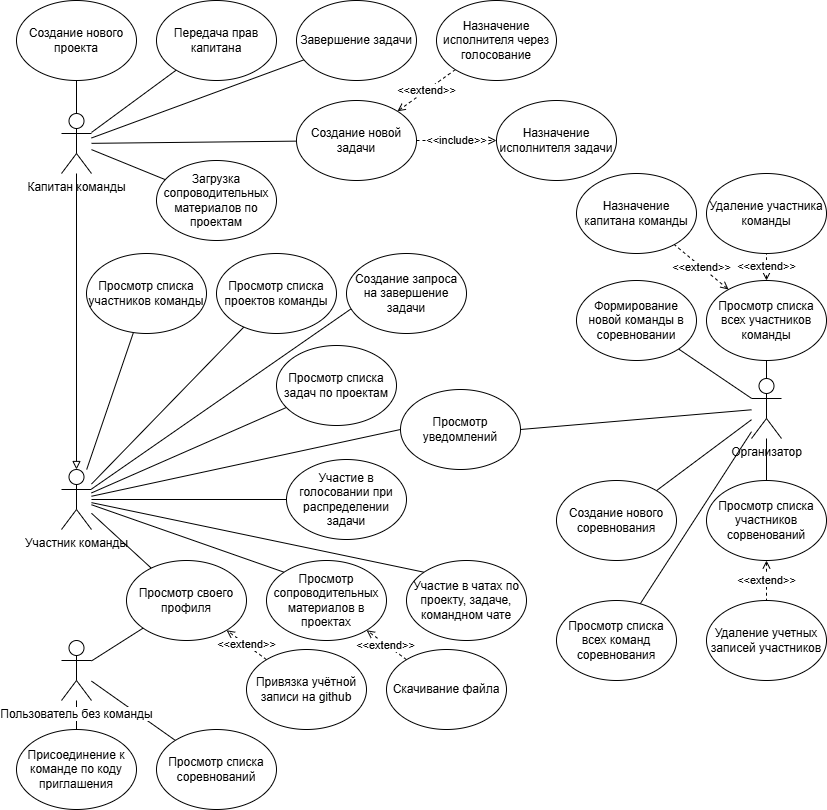 Создание нового
проекта
Передача прав
капитана
Завершение задачи
Назначение
исполнителя через
голосование
<<extend>>
Создание новой
задачи
<<include>>
Назначение
исполнителя задачи
Капитан команды
Загрузка
сопроводительных
материалов по
проектам
Назначение
капитана команды
Удаление участника
команды
<<extend>>
<<extend>>
Просмотр списка
участников команды
Просмотр списка
проектов команды
Создание запроса
на завершение
задачи
Формирование
новой команды в
соревновании
Просмотр списка
всех участников
команды
Просмотр списка
задач по проектам
Просмотр
уведомлений
Организатор
Участие в
голосовании при
распределении
задачи
Создание нового
соревнования
Просмотр списка
участников
сорвенований
Участник команды
<<extend>>
Просмотр своего
профиля
Просмотр
сопроводительных
материалов в
проектах
Участие в чатах по
проекту, задаче,
командном чате
Просмотр списка
всех команд
соревнования
Удаление учетных
записей участников
<<extend>>
<<extend>>
Привязка учётной
записи на github
Скачивание файла
Пользователь без команды
Присоединение к
команде по коду
приглашения
Просмотр списка
соревнований